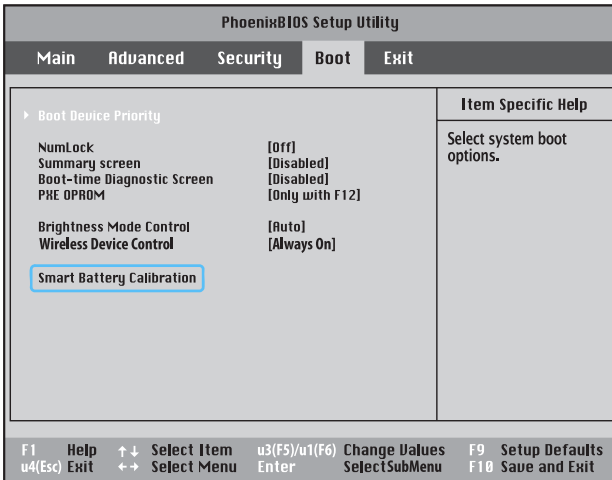 PhoenixBIOS Setup Utility
Main Advanced Security Boot Exit
Boot Device Priority
NumLock [Off]
Summary screen [Disabled]
Boot-time Diagnostic Screen [Disabled]
PXE OPROM [Only with F12]
Brightness Mode Control [Auto]
Wireless Device Control [Always On]
Smart Battery Calibration
Item Specific Help
Select system boot
options.
F1 Help ↑↓ Select Item u3(F5)/u1(F6) Change Values F9 Setup Defaults
u4(Esc) Exit ←→ Select Menu Enter SelectSubMenu F10 Save and Exit